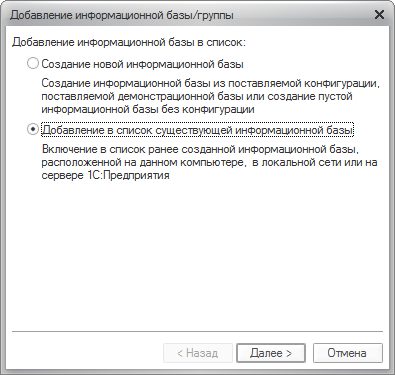 Добавление информационной базы/группы
Добавление информационной базы в список:
Создание новой информационной базы
Создание информационной базы из поставляемой конфигурации,
поставляемой демонстрационной базы или создание пустой
информационной базы без конфигурации
Добавление в список существующей информационной базы
Включение в список ранее созданной информационной базы,
расположенной на данном компьютере, в локальной сети или на
сервере 1С:Предприятия
< Назад
Далее >
Отмена